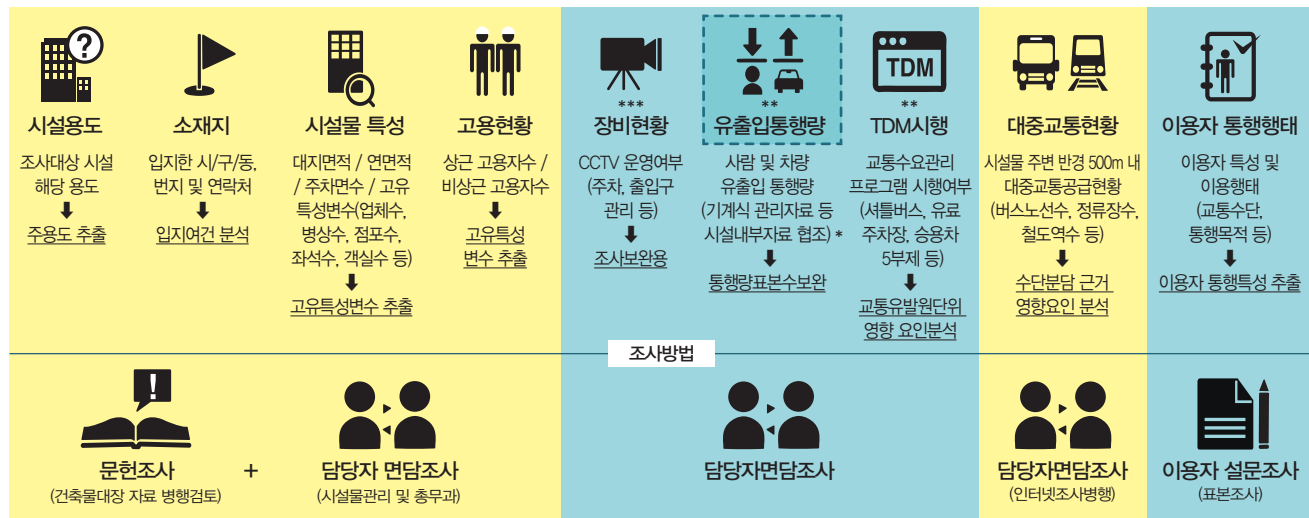 ?
시설용도
조사대상 시설
해당 용도
주용도 추출
소재지
입지한 시/구/동,
번지 및 연락처
입지여건 분석
시설물 특성
대지면적 / 연면적
/ 주차면수 / 고유
특성변수(업체수,
병상수, 점포수,
좌석수, 객실수 등)
고유특성변수 추출
고용현황
상근 고용자수 /
비상근 고용자수
고유특성
변수 추출
***
장비현황
CCTV 운영여부
(주차, 출입구
관리 등)
조사보완용
**
유출입통행량
사람 및 차량
유출입 통행량
(기계식 관리자료 등
시설내부자료 협조) *
통행량표본수보완
TDM
**
TDM시행
교통수요관리
프로그램 시행여부
(셔틀버스, 유료
주차장, 승용차
5부제 등)
교통유발원단위
영향 요인분석
대중교통현황
시설물 주변 반경 500m 내
대중교통공급현황
(버스노선수, 정류장수,
철도역수 등)
수단분담 근거
영향요인 분석
이용자 통행행태
이용자 특성 및
이용행태
(교통수단,
통행목적 등)
이용자 통행특성 추출
조사방법
!
문헌조사
(건축물대장 자료 병행검토)
+
담당자 면담조사
(시설물관리 및 총무과)
담당자면담조사
담당자면담조사
(인터넷조사병행)
이용자 설문조사
(표본조사)